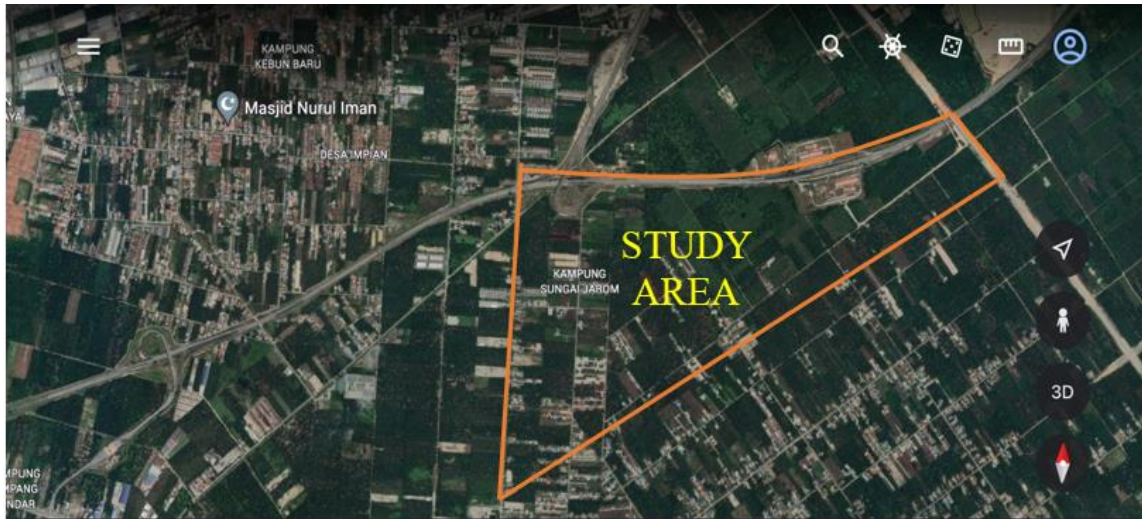 KAMPUNG
KEBUN BARU
Masjid Nurul Iman
DESA IMPIAN
STUDY
AREA
KAMPUNG
SUNGAI JAROM
3D